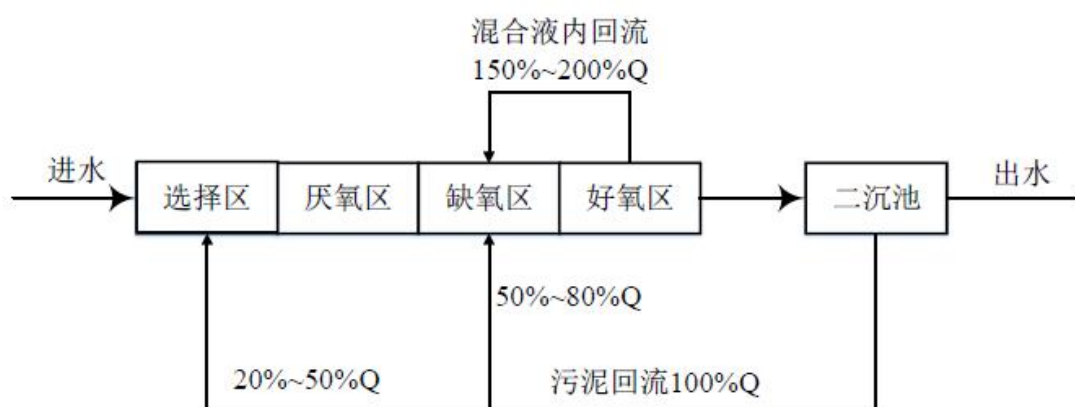 混合液内回流
150%~200%Q
进水
选择区
厌氧区
缺氧区
好氧区
二沉池
出水
50%~80%Q
20%~50%Q
污泥回流100%Q